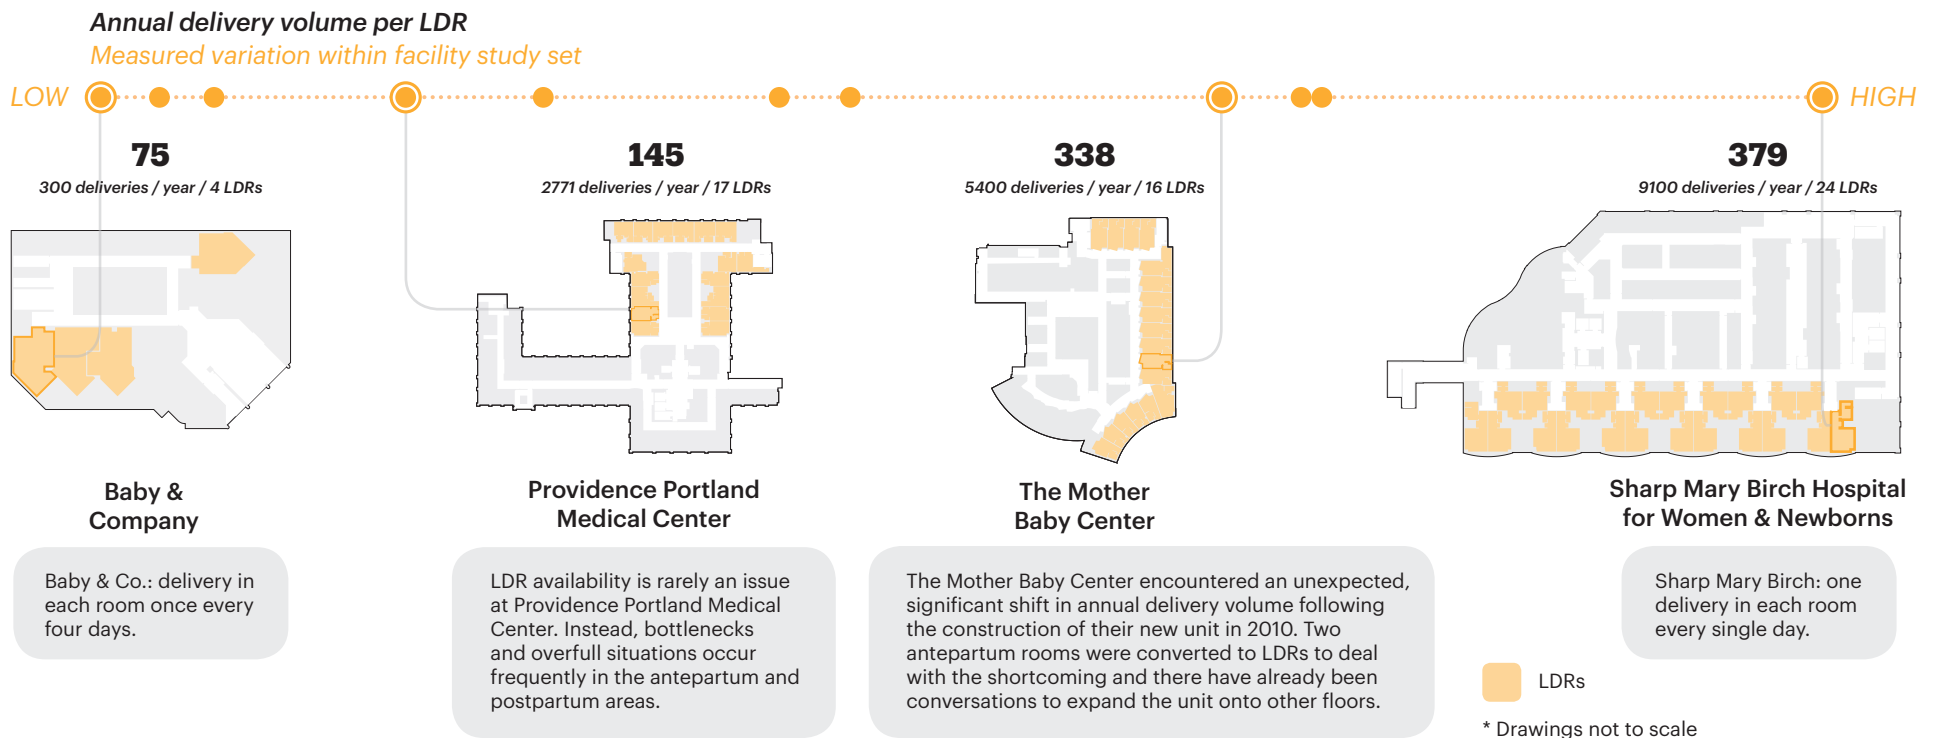 Annual delivery volume per LDR
Measured variation within facility study set
LOW
HIGH
75
300 deliveries / year / 4 LDRs
145
2771 deliveries / year / 17 LDRs
338
5400 deliveries / year / 16 LDRs
379
9100 deliveries / year / 24 LDRs
Baby &
Company
Baby & Co.: delivery in
each room once every
four days.
Providence Portland
Medical Center
LDR availability is rarely an issue
at Providence Portland Medical
Center. Instead, bottlenecks
and overfull situations occur
frequently in the antepartum and
postpartum areas.
The Mother
Baby Center
The Mother Baby Center encountered an unexpected,
significant shift in annual delivery volume following
the construction of their new unit in 2010. Two
antepartum rooms were converted to LDRs to deal
with the shortcoming and there have already been
conversations to expand the unit onto other floors.
Sharp Mary Birch Hospital
for Women & Newborns
Sharp Mary Birch: one
delivery in each room
every single day.
LDRs
* Drawings not to scale